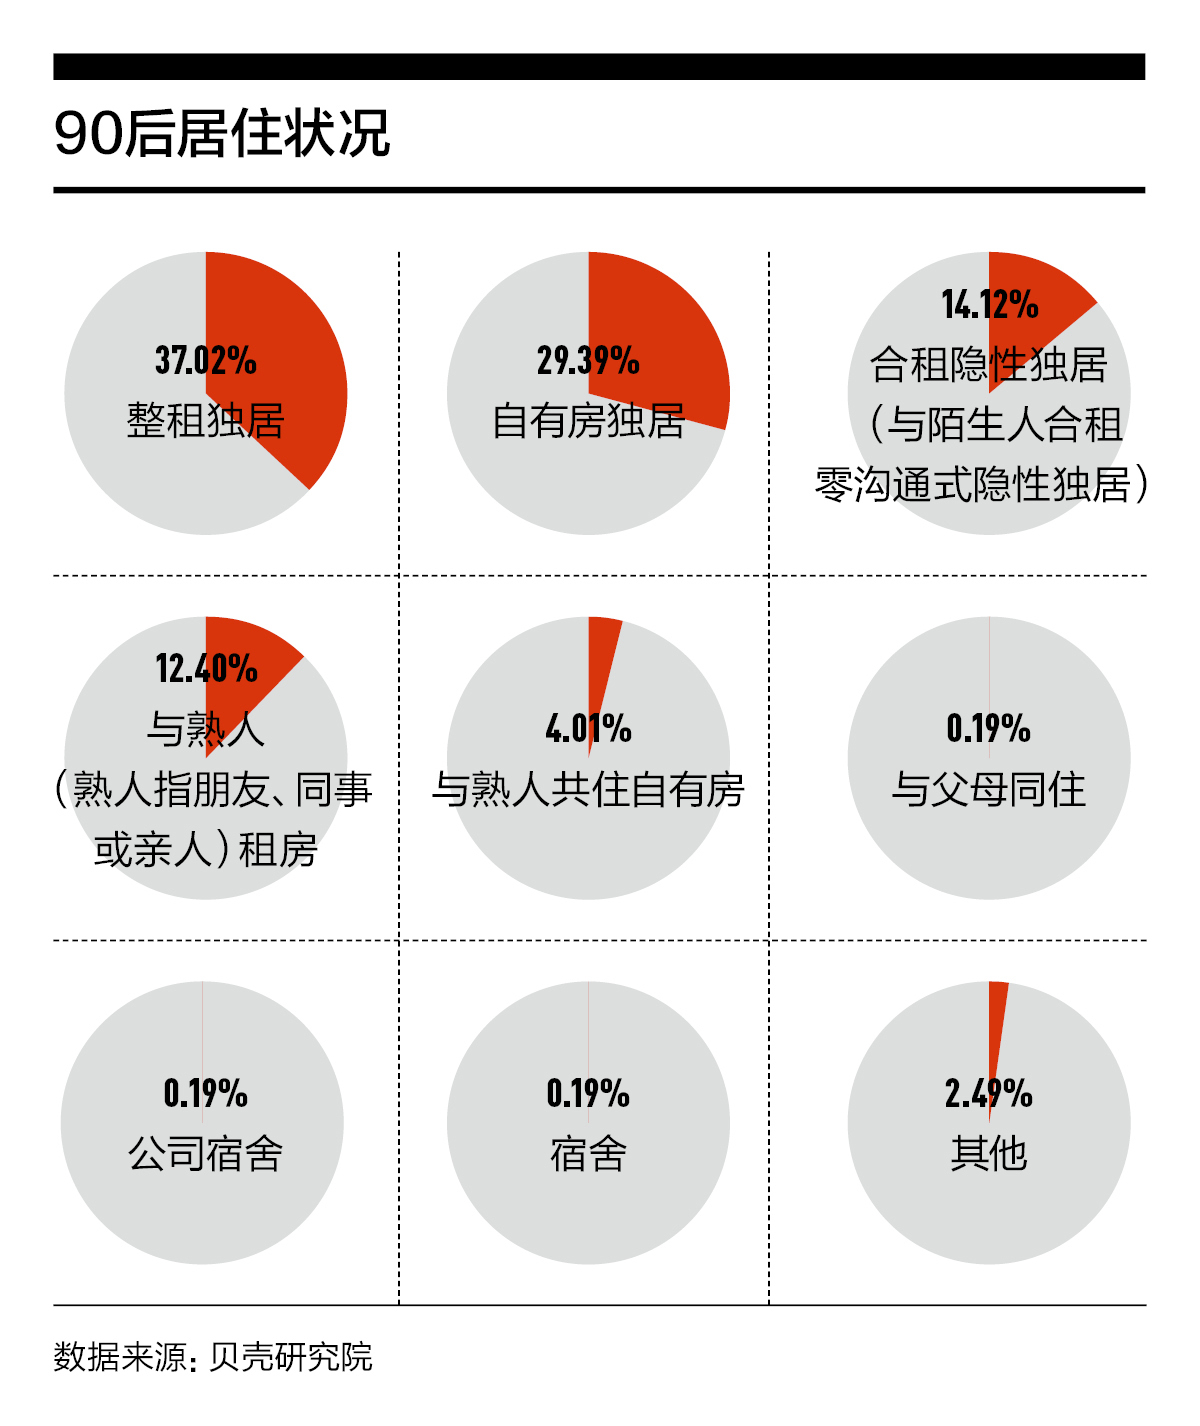 90后居住状况
37.02%
整租独居
29.39%
自有房独居
14.12%
合租隐性独居
（与陌生人合租
零沟通式隐性独居）
12.40%
与熟人
（熟人指朋友、同事
或亲人）租房
4.01%
与熟人共住自有房
0.19%
与父母同住
0.19%
公司宿舍
0.19%
宿舍
2.49%
其他
数据来源：贝壳研究院